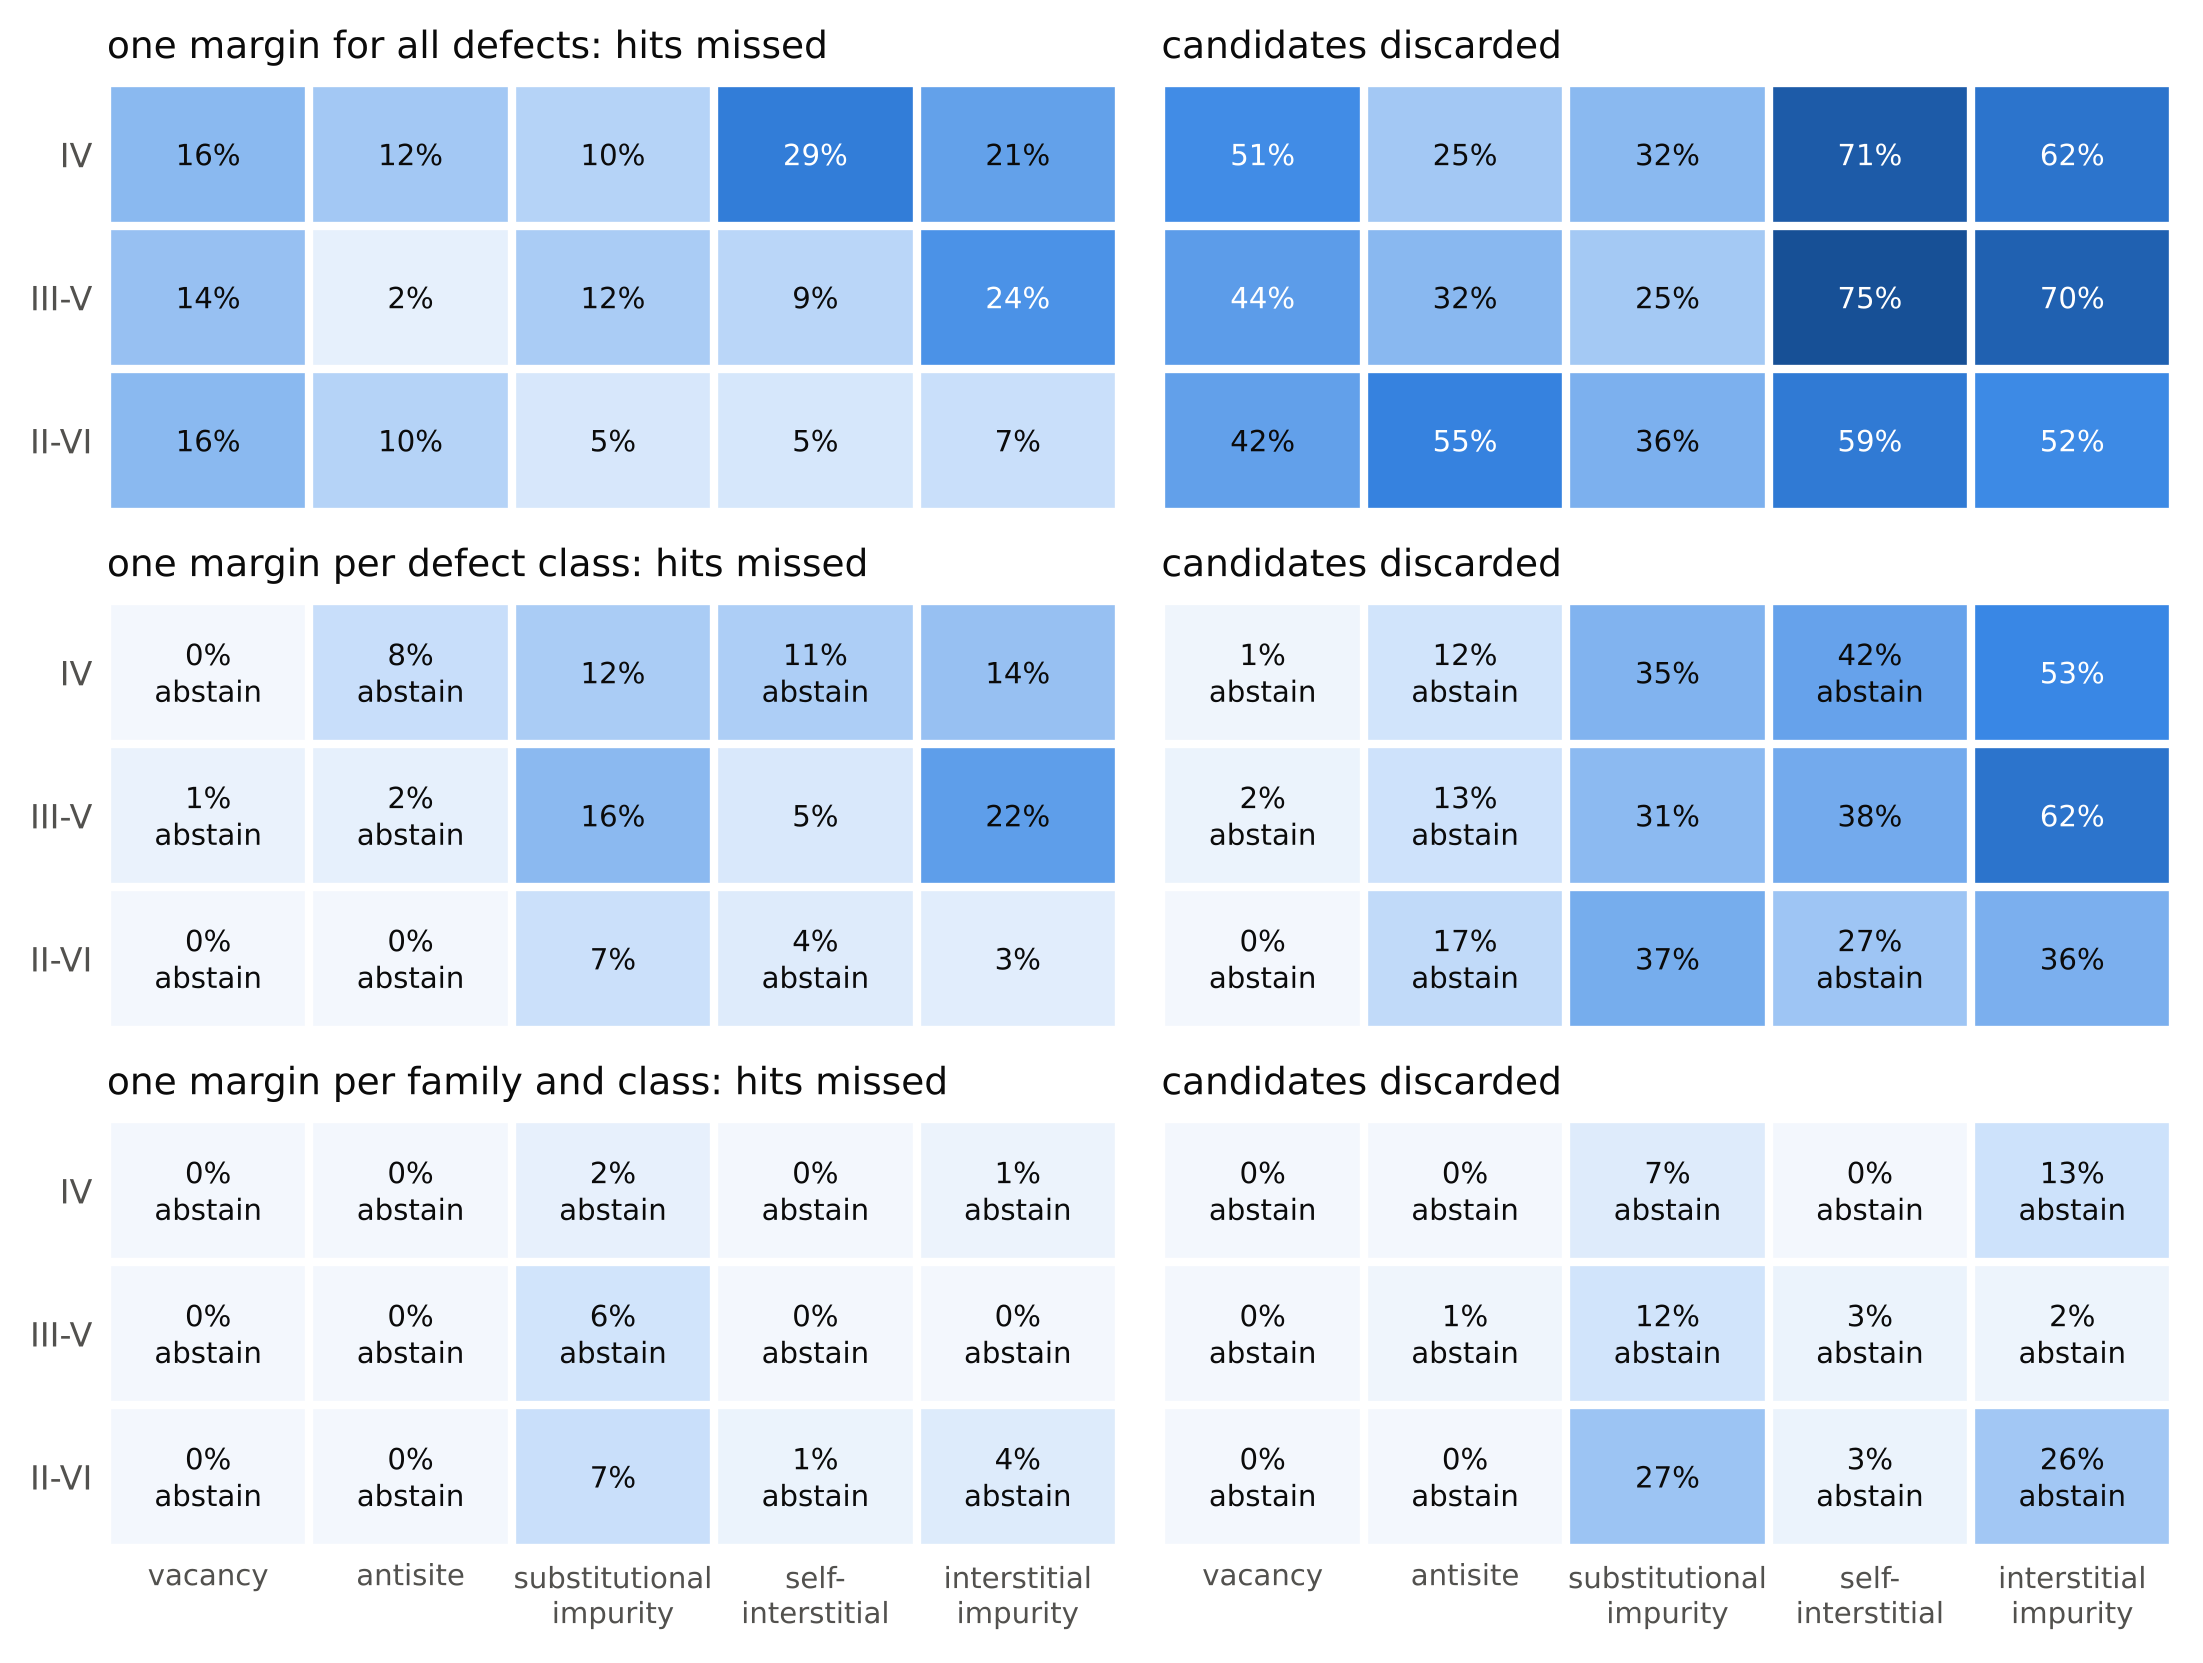 one margin for all defects: hits missed
candidates discarded
IV
16%
12%
10%
29%
21%
51%
25%
32%
71%
62%
III-V
14%
2%
12%
9%
24%
44%
32%
25%
75%
70%
II-VI
16%
10%
5%
5%
7%
42%
55%
36%
59%
52%
one margin per defect class: hits missed
candidates discarded
IV
0%
abstain
8%
abstain
12%
11%
abstain
14%
1%
abstain
12%
abstain
35%
42%
abstain
53%
III-V
1%
abstain
2%
abstain
16%
5%
22%
2%
abstain
13%
abstain
31%
38%
62%
II-VI
0%
abstain
0%
abstain
7%
4%
abstain
3%
0%
abstain
17%
abstain
37%
27%
abstain
36%
one margin per family and class: hits missed
candidates discarded
IV
0%
abstain
0%
abstain
2%
abstain
0%
abstain
1%
abstain
0%
abstain
0%
abstain
7%
abstain
0%
abstain
13%
abstain
III-V
0%
abstain
0%
abstain
6%
abstain
0%
abstain
0%
abstain
0%
abstain
1%
abstain
12%
abstain
3%
abstain
2%
abstain
II-VI
0%
abstain
0%
abstain
7%
1%
abstain
4%
abstain
0%
abstain
0%
abstain
27%
3%
abstain
26%
abstain
vacancy
antisite
substitutional
impurity
self-
interstitial
interstitial
impurity
vacancy
antisite
substitutional
impurity
self-
interstitial
interstitial
impurity